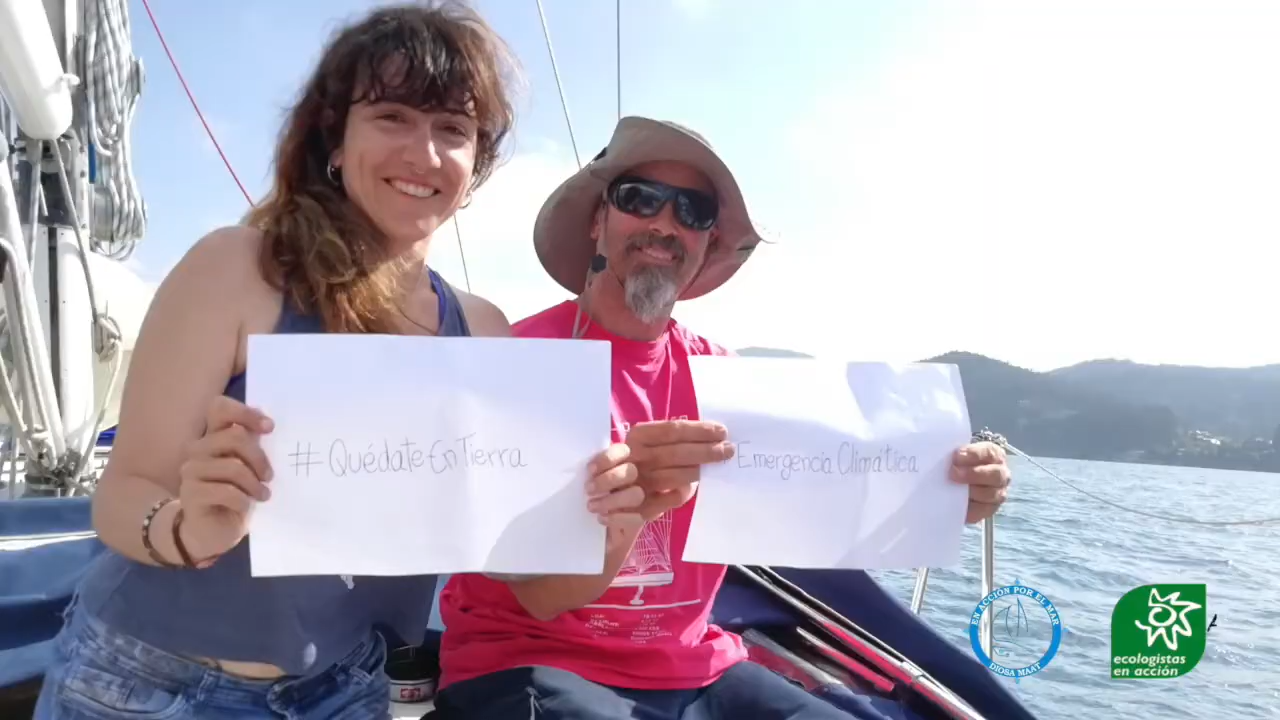 #QuédateEnTierra
#Emergencia Climática
EN ACCIÓN POR EL MAR
DIOSA MAAT
ecologistas
en acción